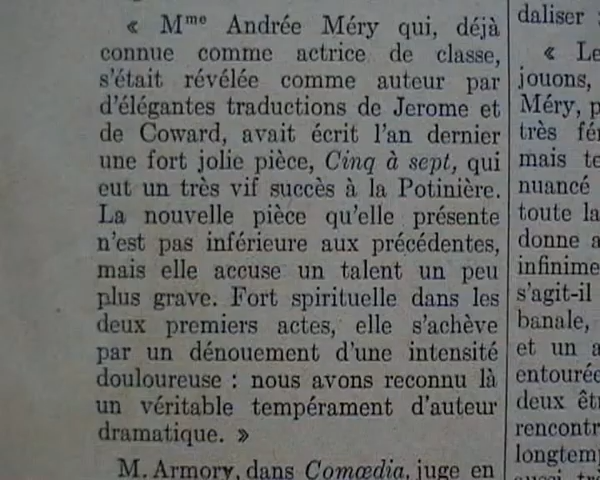 « Mme Andrée Méry qui, déjà
connue comme actrice de classe,
s'était révélée comme auteur par
d'élégantes traductions de Jerome et
de Coward, avait écrit l'an dernier
une fort jolie pièce, Cinq à sept, qui
eut un très vif succès à la Potinière.
La nouvelle pièce qu'elle présente
n'est pas inférieure aux précédentes,
mais elle accuse un talent un peu
plus grave. Fort spirituelle dans les
deux premiers actes, elle s'achève
par un dénouement d'une intensité
douloureuse : nous avons reconnu là
un véritable tempérament d'auteur
dramatique. »
M. Armory, dans Comœdia, juge en
daliser :
« Le
jouons,
Méry, p
très fé
mais te
nuancé
toute la
donne a
infinime
s'agit-il
banale,
et un a
entourée
deux êt
rencontr
longtemp